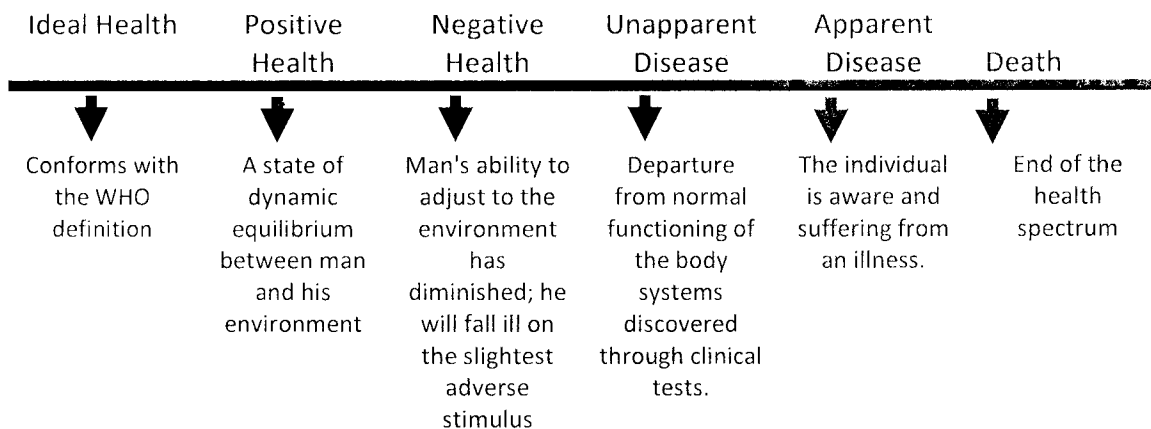 Ideal Health
Positive
Health
Negative
Health
Unapparent
Disease
Apparent
Disease
Death
Conforms with
the WHO
definition
A state of
dynamic
equilibrium
between man
and his
environment
Man's ability to
adjust to the
environment
has
diminished; he
will fall ill on
the slightest
adverse
stimulus
Departure
from normal
functioning of
the body
systems
discovered
through clinical
tests.
The individual
is aware and
suffering from
an illness.
End of the
health
spectrum